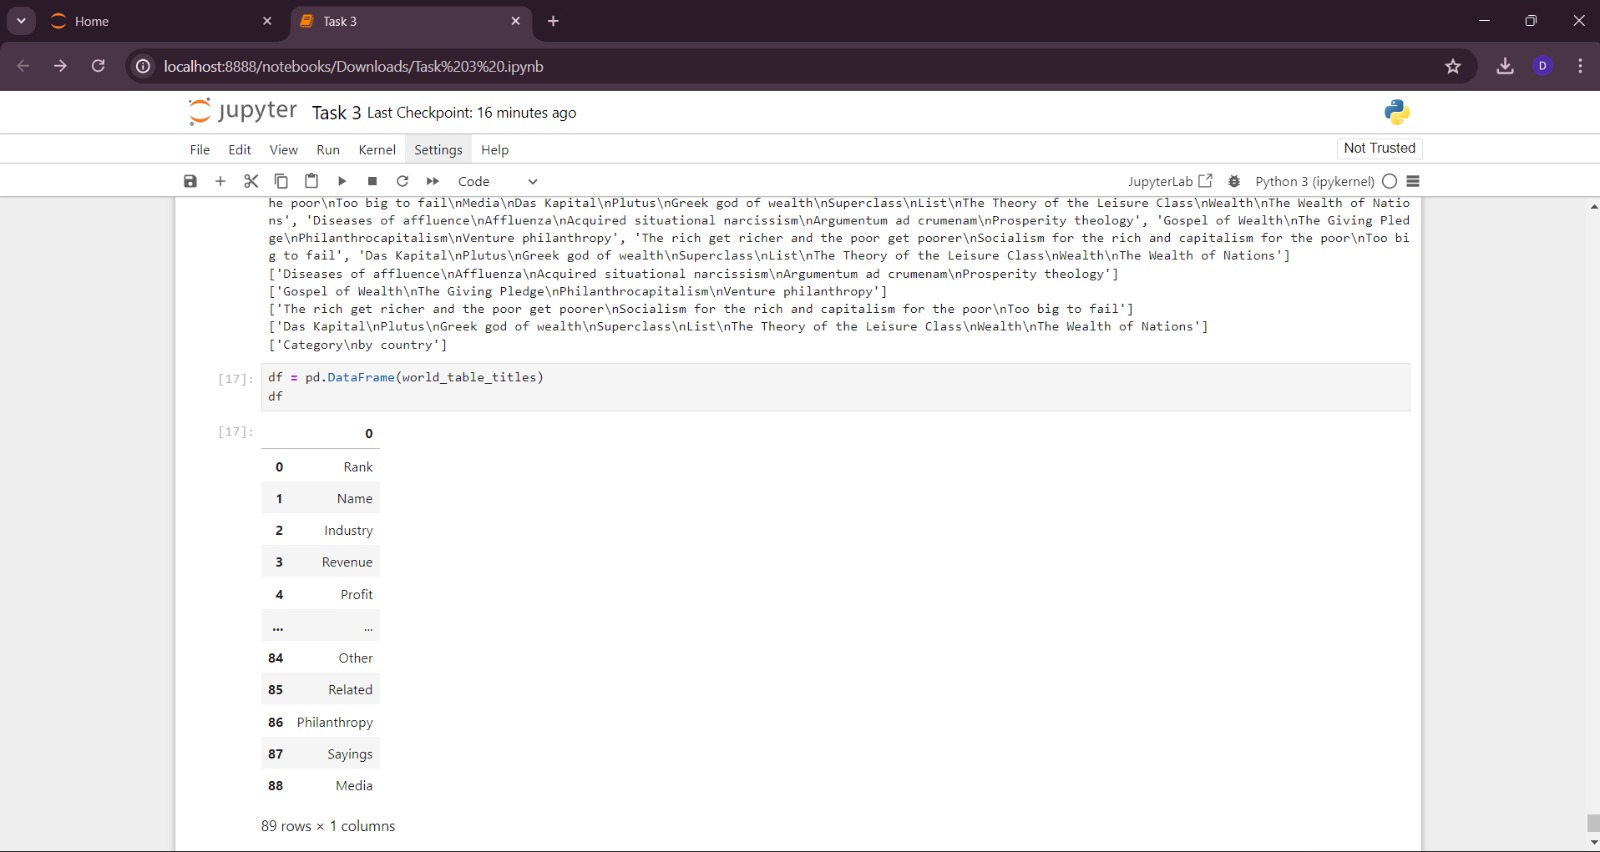 Home
Task 3
localhost:8888/notebooks/Downloads/Task%203%20.ipynb
D
jupyter Task 3 Last Checkpoint: 16 minutes ago
File Edit View Run Kernel Settings Help
Not Trusted
Code
JupyterLab
Python 3 (ipykernel)
he poor\nToo big to fail\nMedia\nDas Kapital\nPlutus\nGreek god of wealth\nSuperclass\nList\nThe Theory of the Leisure Class\nWealth\nThe Wealth of Natio
ns', 'Diseases of affluence\nAffluenza\nAcquired situational narcissism\nArgumentum ad crumenam\nProsperity theology', 'Gospel of Wealth\nThe Giving Pled
ge\nPhilanthrocapitalism\nVenture philanthropy', 'The rich get richer and the poor get poorer\nSocialism for the rich and capitalism for the poor\nToo bi
g to fail', 'Das Kapital\nPlutus\nGreek god of wealth\nSuperclass\nList\nThe Theory of the Leisure Class\nWealth\nThe Wealth of Nations']
['Diseases of affluence\nAffluenza\nAcquired situational narcissism\nArgumentum ad crumenam\nProsperity theology']
['Gospel of Wealth\nThe Giving Pledge\nPhilanthrocapitalism\nVenture philanthropy']
['The rich get richer and the poor get poorer\nSocialism for the rich and capitalism for the poor\nToo big to fail']
['Das Kapital\nPlutus\nGreek god of wealth\nSuperclass\nList\nThe Theory of the Leisure Class\nWealth\nThe Wealth of Nations']
['Category\nby country']
[17]: df = pd.DataFrame(world_table_titles)
df
[17]: 0
0 Rank
1 Name
2 Industry
3 Revenue
4 Profit
... ...
84 Other
85 Related
86 Philanthropy
87 Sayings
88 Media
89 rows × 1 columns